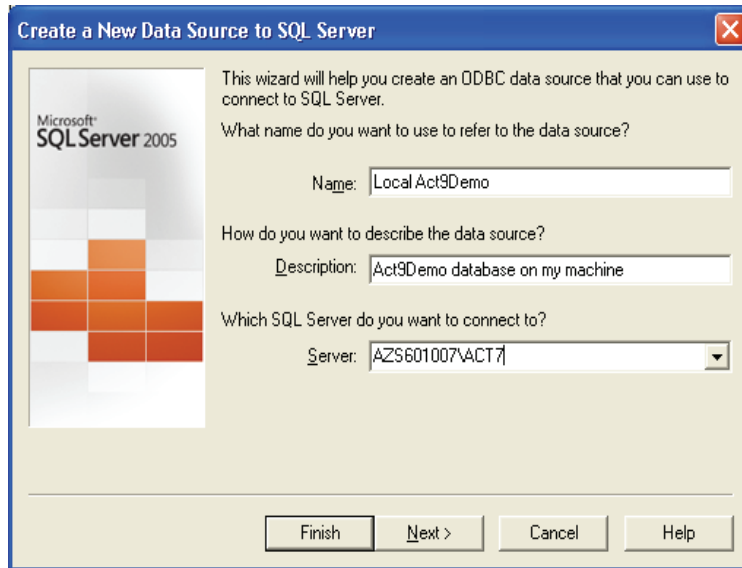 Create a New Data Source to SQL Server
Microsoft®
SQL Server 2005
This wizard will help you create an ODBC data source that you can use to
connect to SQL Server.
What name do you want to use to refer to the data source?
Name: Local Act9Demo
How do you want to describe the data source?
Description: Act9Demo database on my machine
Which SQL Server do you want to connect to?
Server: AZS601007\ACT7
Finish Next > Cancel Help